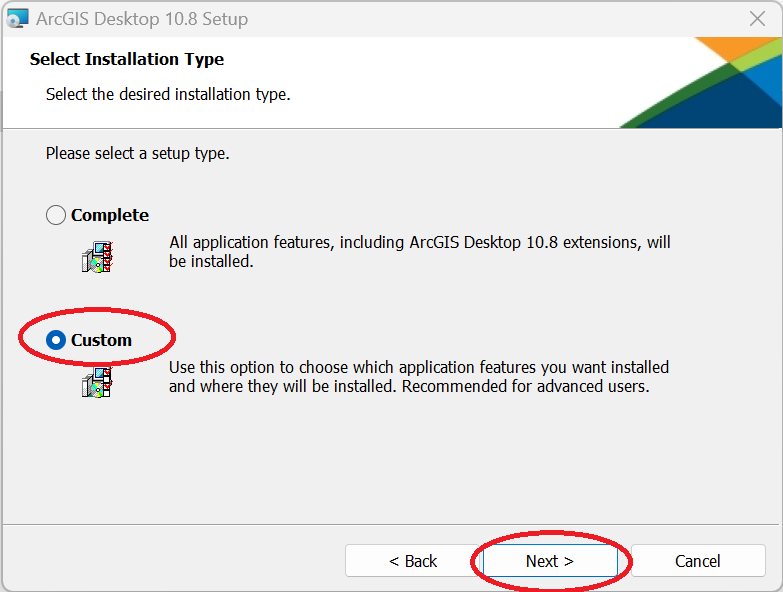 ArcGIS Desktop 10.8 Setup
Select Installation Type
Select the desired installation type.
Please select a setup type.
Complete
All application features, including ArcGIS Desktop 10.8 extensions, will
be installed.
Custom
Use this option to choose which application features you want installed
and where they will be installed. Recommended for advanced users.
< Back
Next >
Cancel